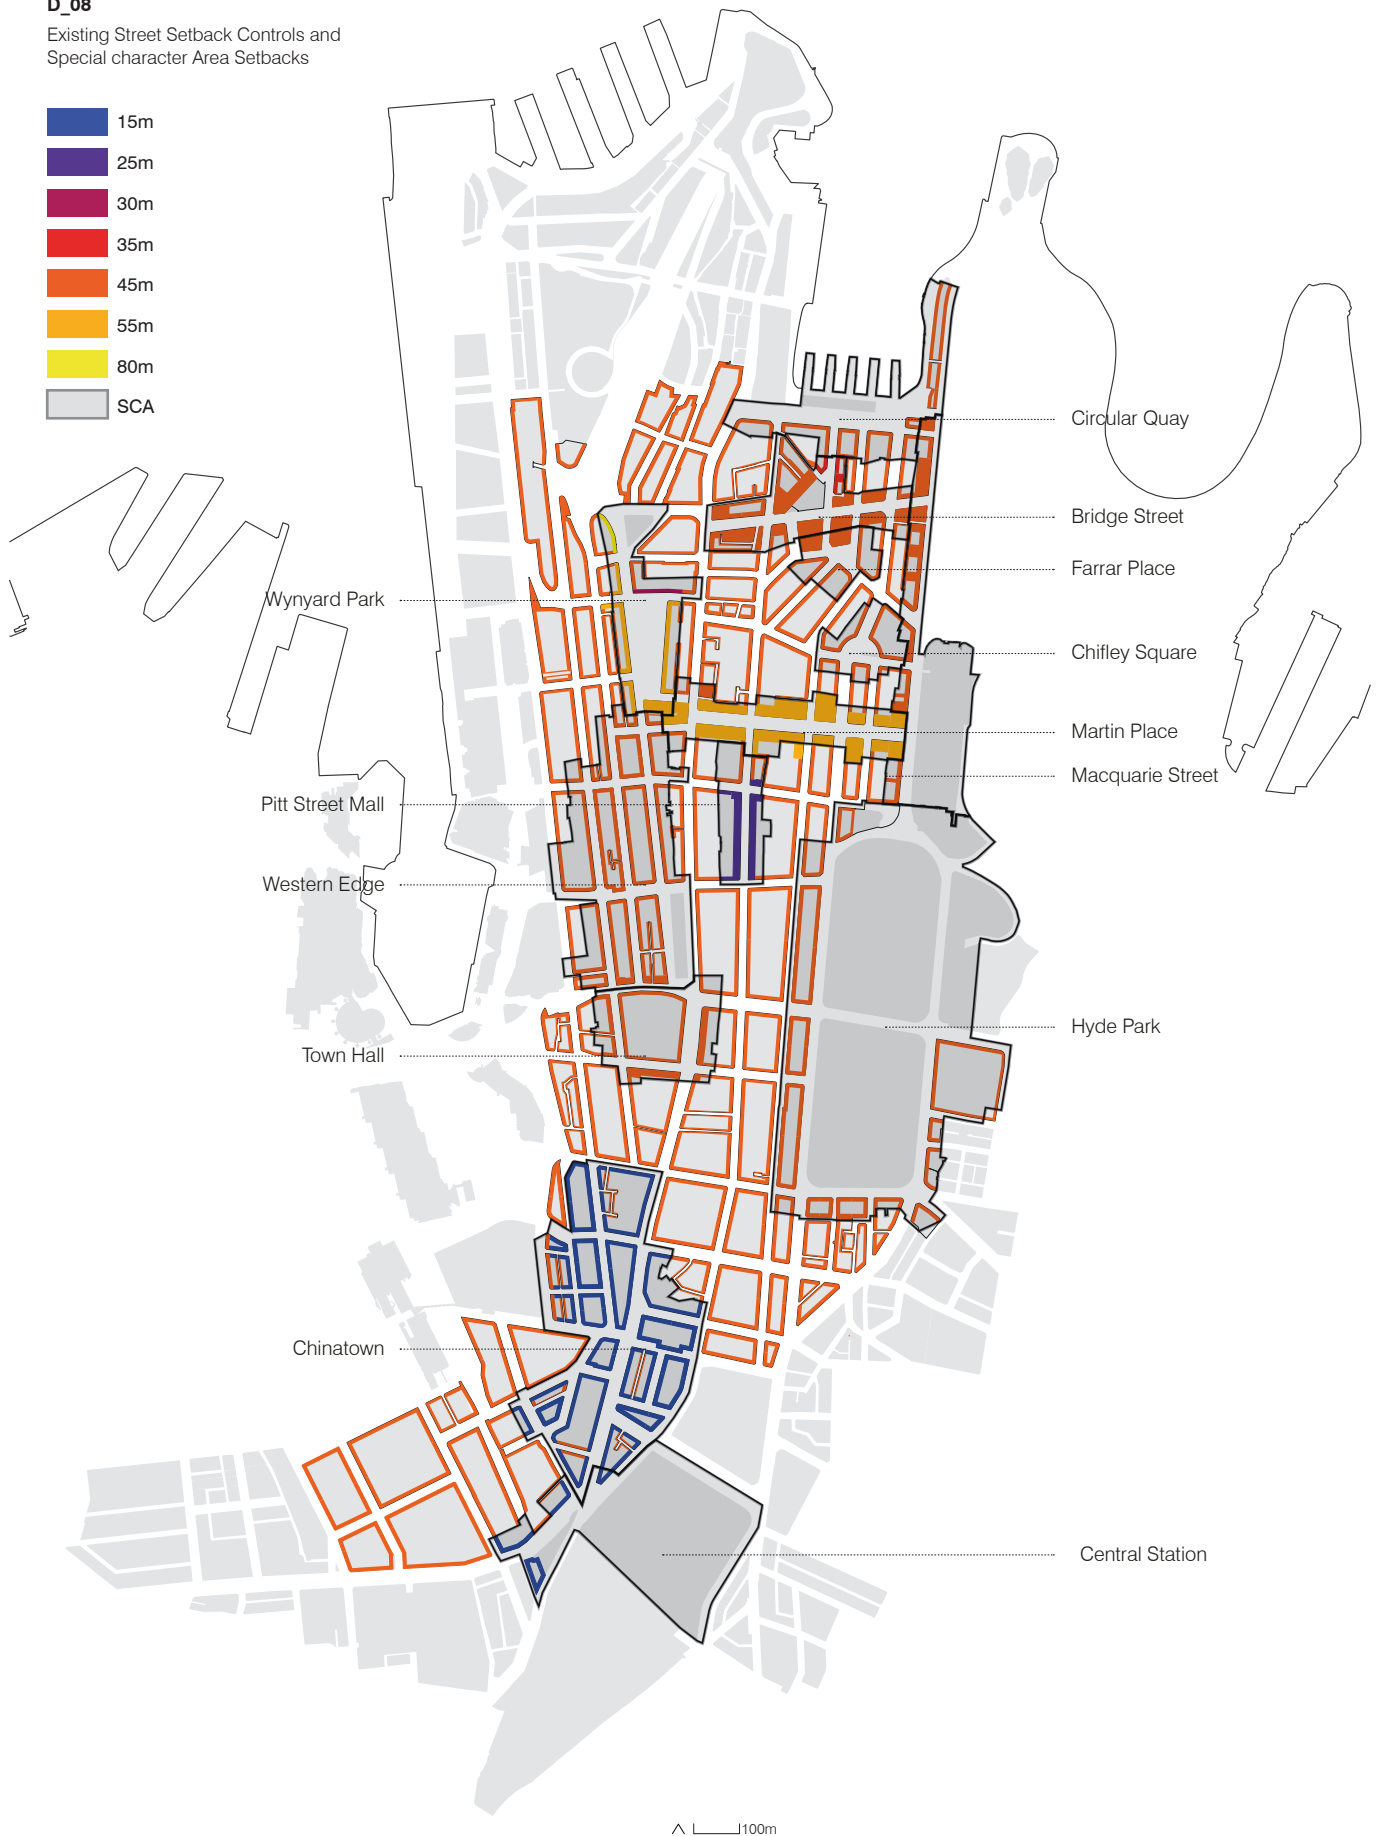 D_08
Existing Street Setback Controls and
Special character Area Setbacks
15m
25m
30m
35m
45m
55m
80m
SCA
Circular Quay
Bridge Street
Farrar Place
Wynyard Park
Chifley Square
Martin Place
Macquarie Street
Pitt Street Mall
Western Edge
Hyde Park
Town Hall
Chinatown
Central Station
100m